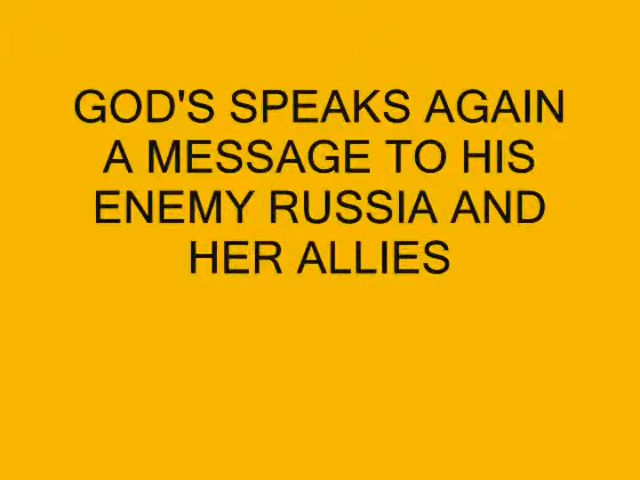 GOD'S SPEAKS AGAIN
A MESSAGE TO HIS
ENEMY RUSSIA AND
HER ALLIES